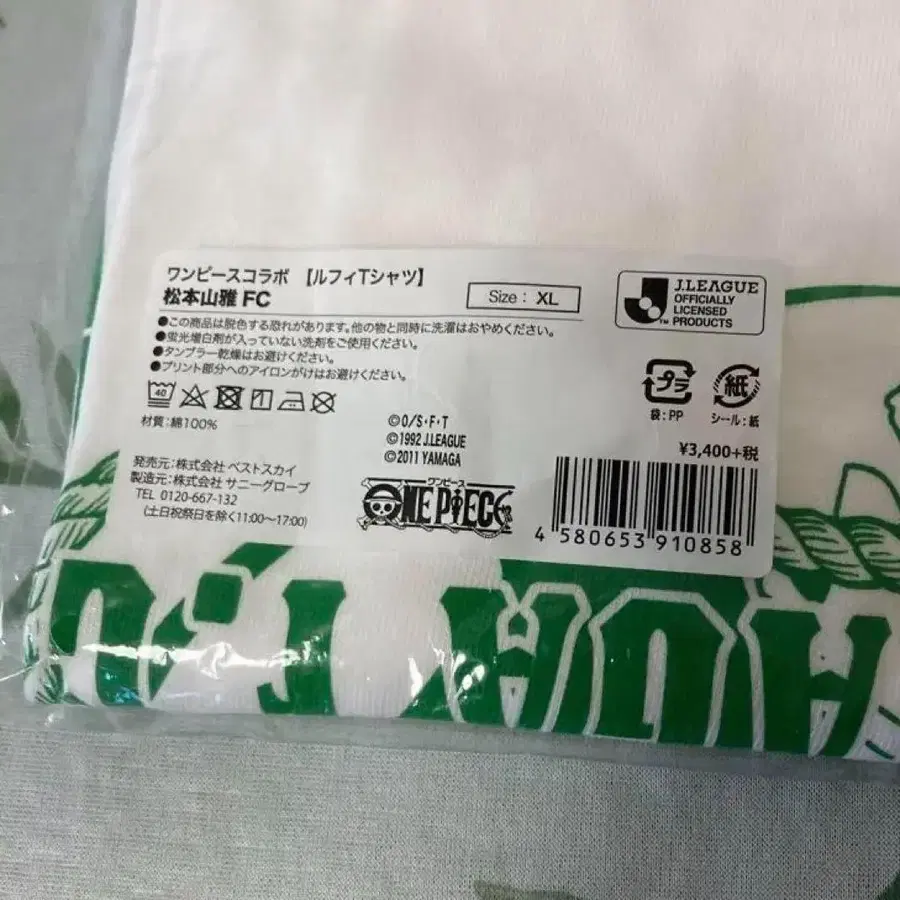 ワンピースコラボ 【ルフィTシャツ】
松本山雅 FC
Size : XL
J.LEAGUE
OFFICIALLY
LICENSED
PRODUCTS
TM
●この商品は脱色する恐れがあります。他の物と同時に洗濯はおやめください。
●蛍光増白剤が入っていない洗剤をご使用ください。
●タンブラー乾燥はお避けください。
●プリント部分へのアイロンがけはお避けください。
40
材質：綿100%
プラ
袋：PP
紙
シール：紙
©O/S・F・T
©1992 J.LEAGUE
©2011 YAMAGA
¥3,400+税
発売元：株式会社 ベストスカイ
製造元：株式会社 サニーグローブ
TEL 0120-667-132
(土日祝祭日を除く11:00～17:00)
ワンピース
ONE PIECE
4 580653 910858